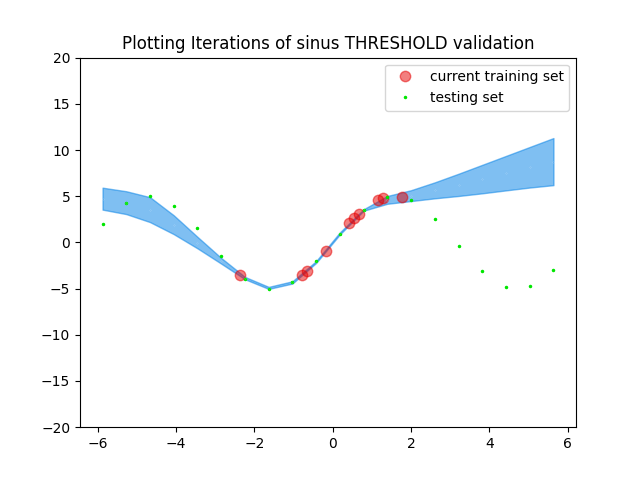 Plotting Iterations of sinus THRESHOLD validation
current training set
testing set
20
15
10
5
0
−5
−10
−15
−20
−6 −4 −2 0 2 4 6